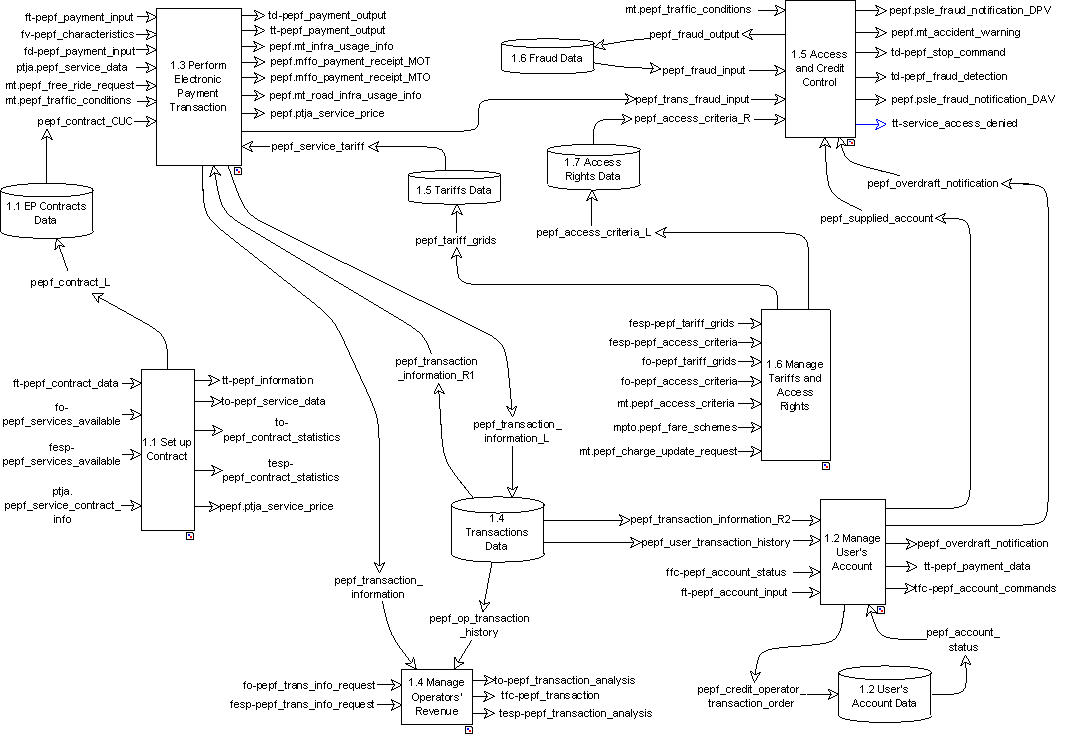 ft-pepf_payment_input
fv-pepf_characteristics
fd-pepf_payment_input
ptja.pepf_service_data
mt.pepf_free_ride_request
mt.pepf_traffic_conditions
pepf_contract_CUC
1.3 Perform
Electronic
Payment
Transaction
td-pepf_payment_output
tt-pepf_payment_output
pepf.mt_infra_usage_info
pepf.mffo_payment_receipt_MOT
pepf.mffo_payment_receipt_MTO
pepf.mt_road_infra_usage_info
pepf.ptja_service_price
mt.pepf_traffic_conditions
pepf_fraud_output
1.6 Fraud Data
pepf_fraud_input
pepf_trans_fraud_input
pepf_access_criteria_R
1.5 Access
and Credit
Control
pepf.psle_fraud_notification_DPV
pepf.mt_accident_warning
td-pepf_stop_command
td-pepf_fraud_detection
pepf.psle_fraud_notification_DAV
tt-service_access_denied
pepf_service_tariff
1.5 Tariffs Data
1.7 Access
Rights Data
pepf_overdraft_notification
pepf_supplied_account
1.1 EP Contracts
Data
pepf_tariff_grids
pepf_access_criteria_L
pepf_contract_L
fesp-pepf_tariff_grids
fesp-pepf_access_criteria
fo-pepf_tariff_grids
fo-pepf_access_criteria
mt.pepf_access_criteria
mpto.pepf_fare_schemes
mt.pepf_charge_update_request
1.6 Manage
Tariffs and
Access
Rights
pepf_transaction
_information_R1
pepf_transaction_
information_L
ft-pepf_contract_data
fo-
pepf_services_available
fesp-
pepf_services_available
ptja.
pepf_service_contract_
info
1.1 Set up
Contract
tt-pepf_information
to-pepf_service_data
to-
pepf_contract_statistics
tesp-
pepf_contract_statistics
pepf.ptja_service_price
1.4
Transactions
Data
pepf_transaction_information_R2
pepf_user_transaction_history
ffc-pepf_account_status
ft-pepf_account_input
1.2 Manage
User's
Account
pepf_overdraft_notification
tt-pepf_payment_data
tfc-pepf_account_commands
pepf_transaction_
information
pepf_op_transaction
_history
pepf_account_
status
fo-pepf_trans_info_request
fesp-pepf_trans_info_request
1.4 Manage
Operators'
Revenue
to-pepf_transaction_analysis
tfc-pepf_transaction
tesp-pepf_transaction_analysis
pepf_credit_operator_
transaction_order
1.2 User's
Account Data